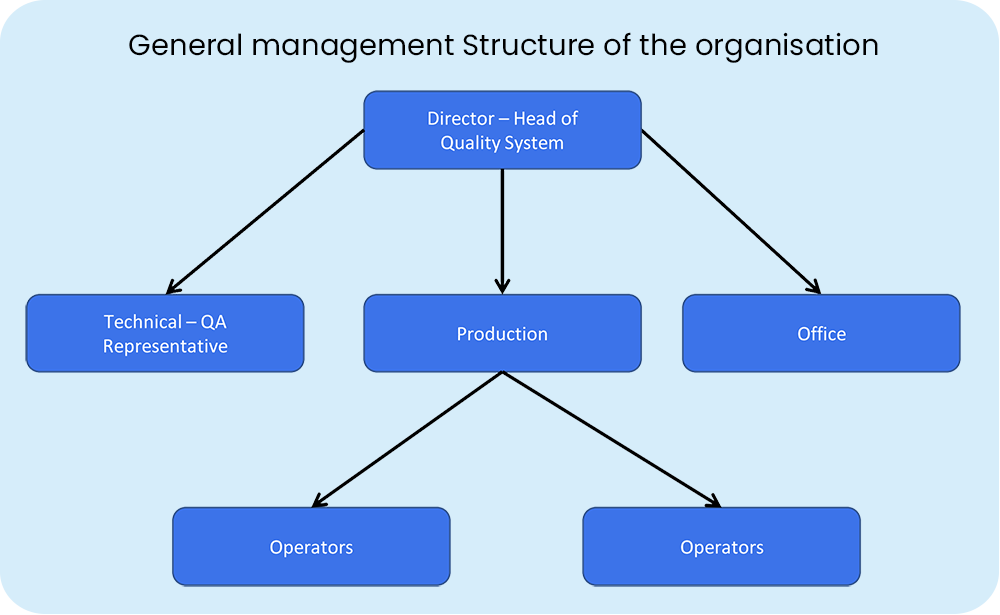 General management Structure of the organisation
Director – Head of
Quality System
Technical – QA
Representative
Production
Office
Operators
Operators